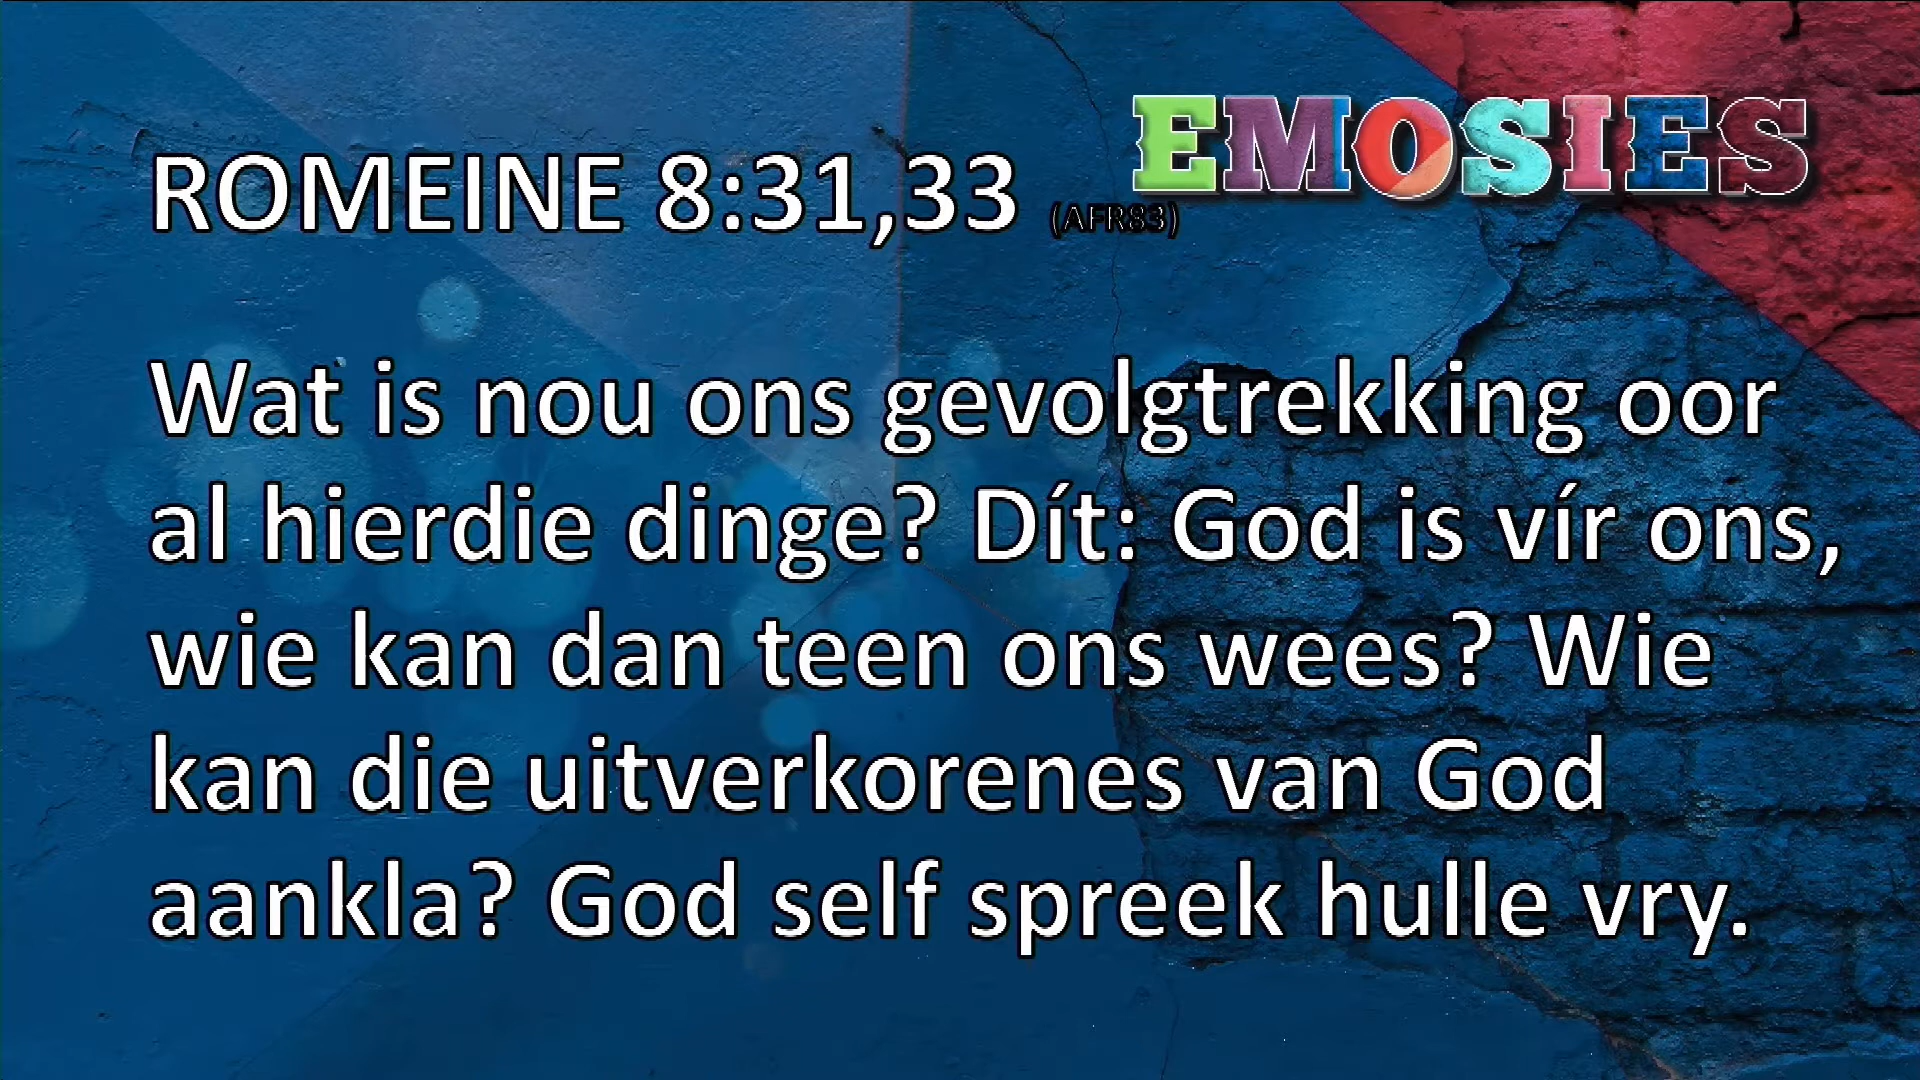 EMOSIES
ROMEINE 8:31,33 (AFR83)
Wat is nou ons gevolgtrekking oor
al hierdie dinge? Dít: God is vír ons,
wie kan dan teen ons wees? Wie
kan die uitverkorenes van God
aankla? God self spreek hulle vry.